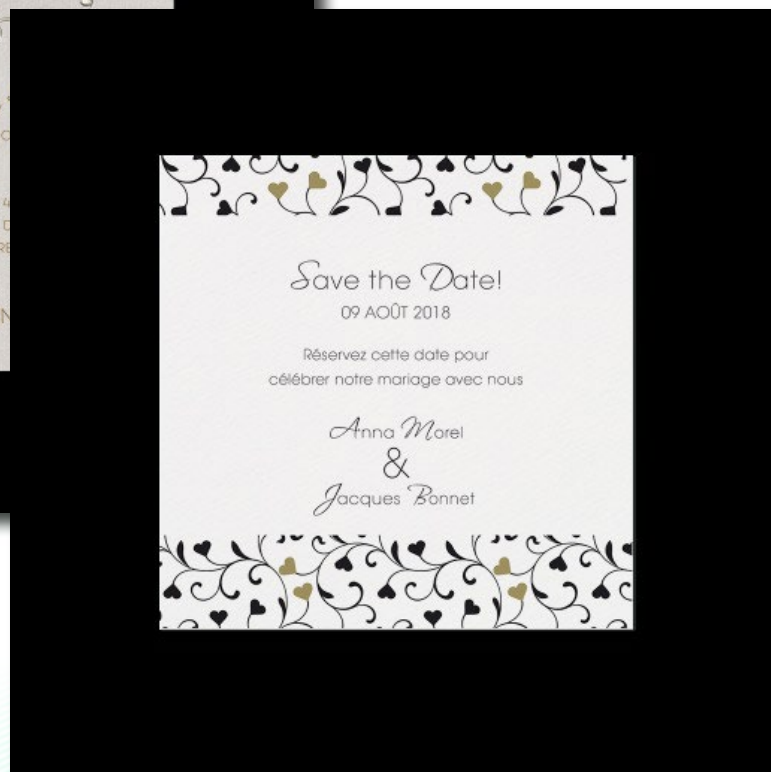 Save the Date!
09 AOÛT 2018
Réservez cette date pour
célébrer notre mariage avec nous
Anna Morel
&
Jacques Bonnet